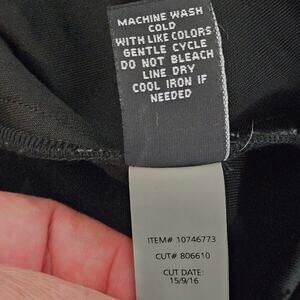 MACHINE WASH
COLD
WITH LIKE COLORS
GENTLE CYCLE
DO NOT BLEACH
LINE DRY
COOL IRON IF
NEEDED
ITEM# 10746773
CUT# 806610
CUT DATE:
15/9/16